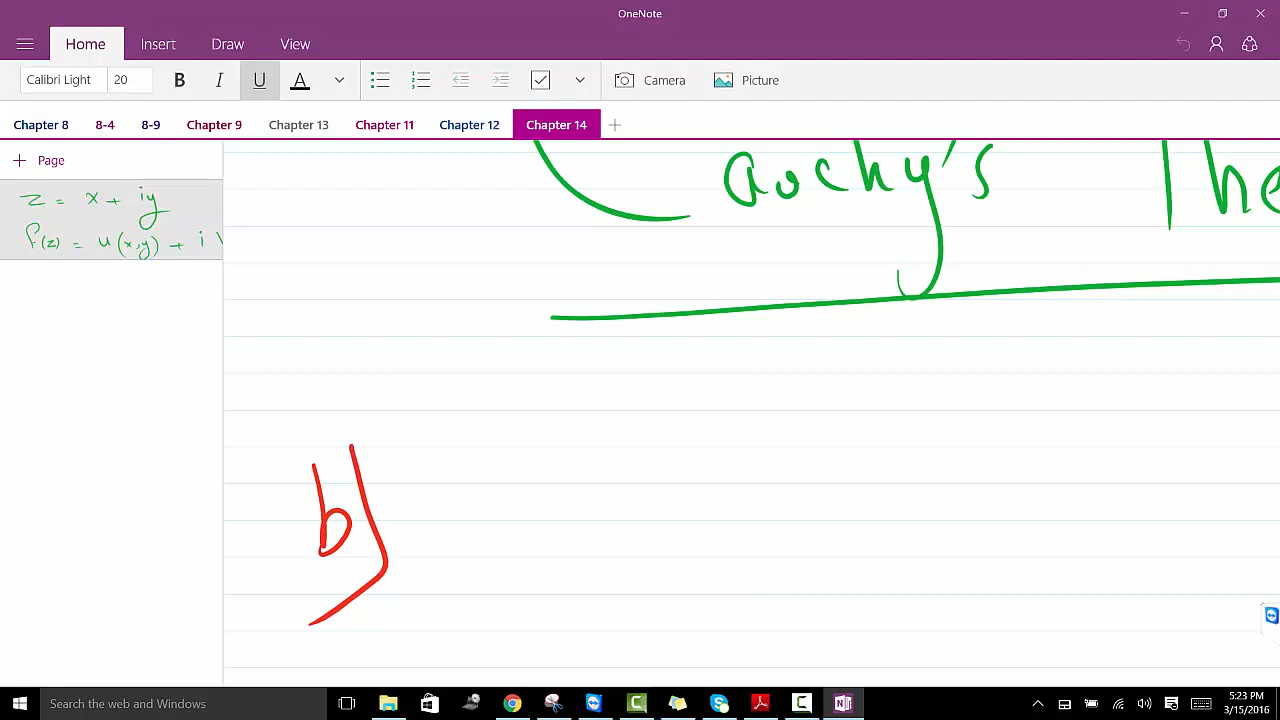 OneNote
Home Insert Draw View
Calibri Light 20 B I U A Camera Picture
Chapter 8 8-4 8-9 Chapter 9 Chapter 13 Chapter 11 Chapter 12 Chapter 14
+ Page
z = x + iy
f(z) = u(x,y) + i
auchy's The
b)
Search the web and Windows
5:23 PM
3/15/2016